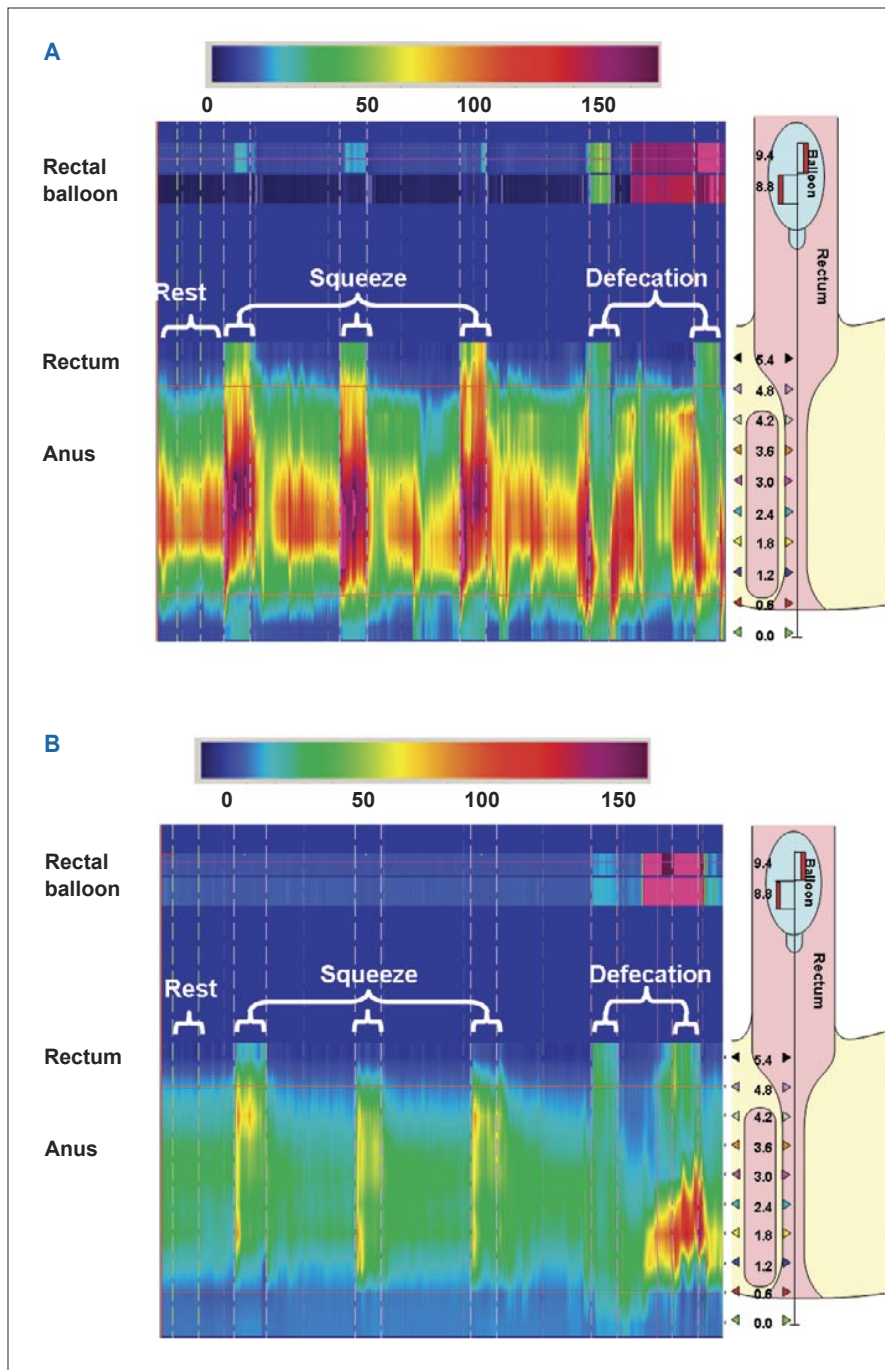 A
0 50 100 150
Rectal
balloon
9.4
8.8
Balloon
Rectum
Rest
Squeeze
Defecation
Rectum
Anus
5.4
4.8
4.2
3.6
3.0
2.4
1.8
1.2
0.6
0.0
B
0 50 100 150
Rectal
balloon
9.4
8.8
Balloon
Rectum
Rest
Squeeze
Defecation
Rectum
Anus
5.4
4.8
4.2
3.6
3.0
2.4
1.8
1.2
0.6
0.0